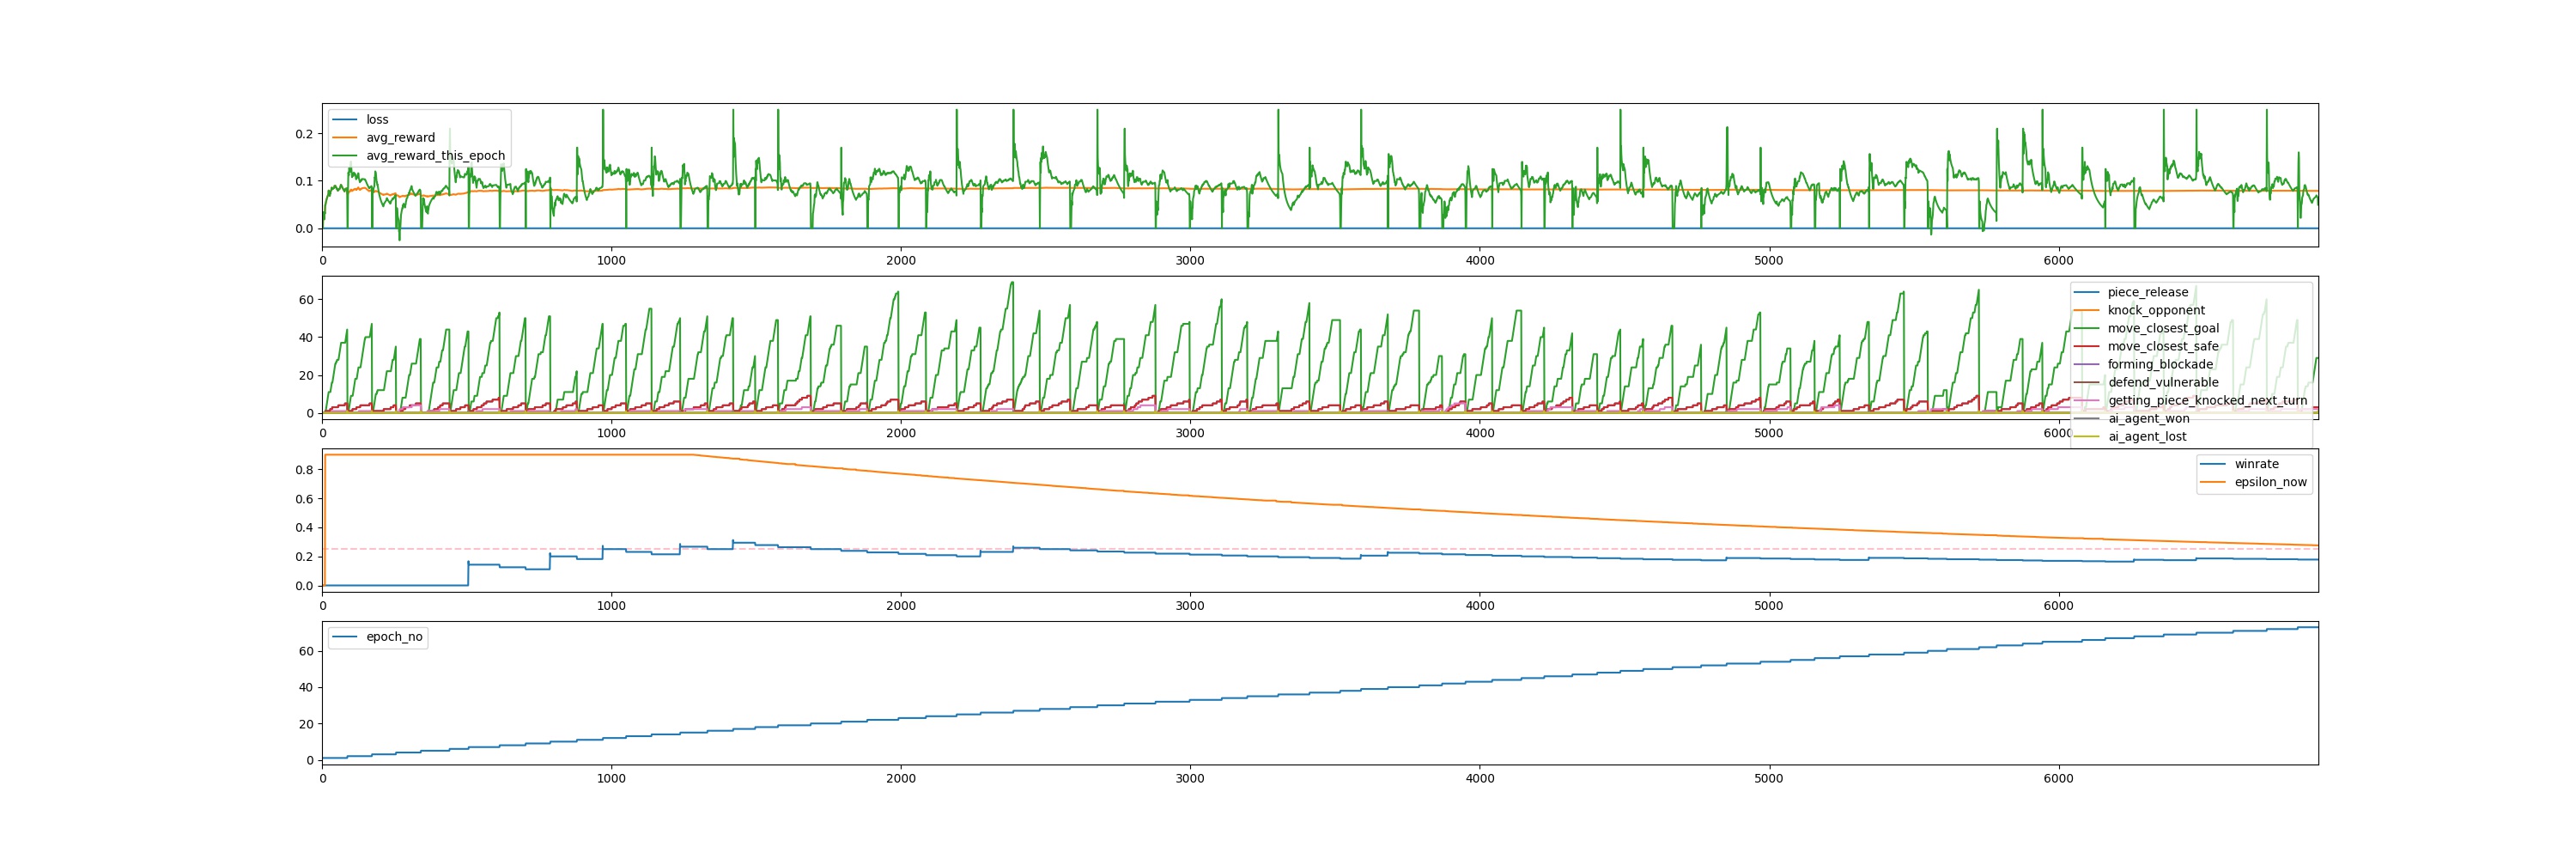 loss
avg_reward
avg_reward_this_epoch
0.2
0.1
0.0
0 1000 2000 3000 4000 5000 6000
piece_release
knock_opponent
move_closest_goal
move_closest_safe
forming_blockade
defend_vulnerable
getting_piece_knocked_next_turn
ai_agent_won
ai_agent_lost
60
40
20
0
0 1000 2000 3000 4000 5000 6000
winrate
epsilon_now
0.8
0.6
0.4
0.2
0.0
0 1000 2000 3000 4000 5000 6000
epoch_no
60
40
20
0
0 1000 2000 3000 4000 5000 6000